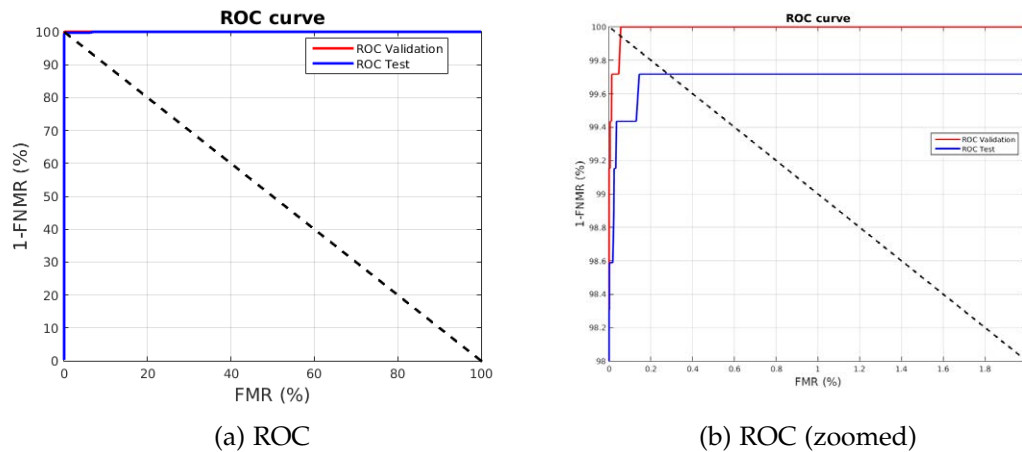 ROC curve
100
90
80
70
60
50
40
30
20
10
0
1-FNMR (%)
ROC Validation
ROC Test
0 20 40 60 80 100
FMR (%)
(a) ROC
ROC curve
100
99.8
99.6
99.4
99.2
99
98.8
98.6
98.4
98.2
98
1-FNMR (%)
ROC Validation
ROC Test
0 0.2 0.4 0.6 0.8 1 1.2 1.4 1.6 1.8
FMR (%)
(b) ROC (zoomed)